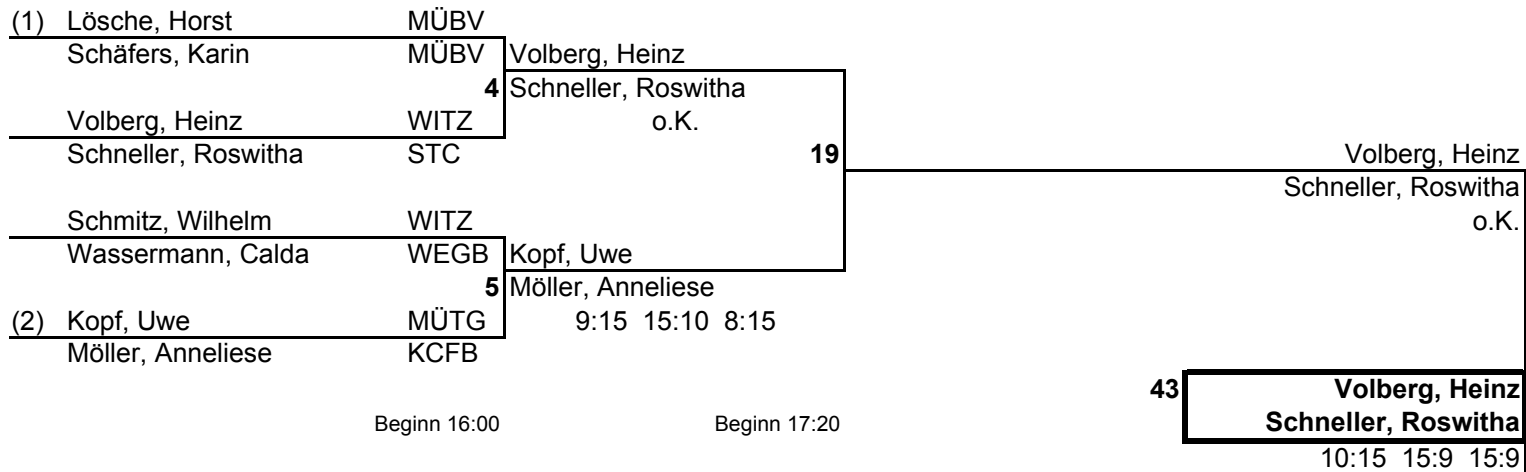 (1) Lösche, Horst MÜBV
Schäfers, Karin MÜBV Volberg, Heinz
4 Schneller, Roswitha
Volberg, Heinz WITZ o.K.
Schneller, Roswitha STC 19 Volberg, Heinz
Schneller, Roswitha
Schmitz, Wilhelm WITZ o.K.
Wassermann, Calda WEGB Kopf, Uwe
5 Möller, Anneliese
(2) Kopf, Uwe MÜTG 9:15 15:10 8:15
Möller, Anneliese KCFB
43 Volberg, Heinz
Beginn 16:00 Beginn 17:20 Schneller, Roswitha
10:15 15:9 15:9